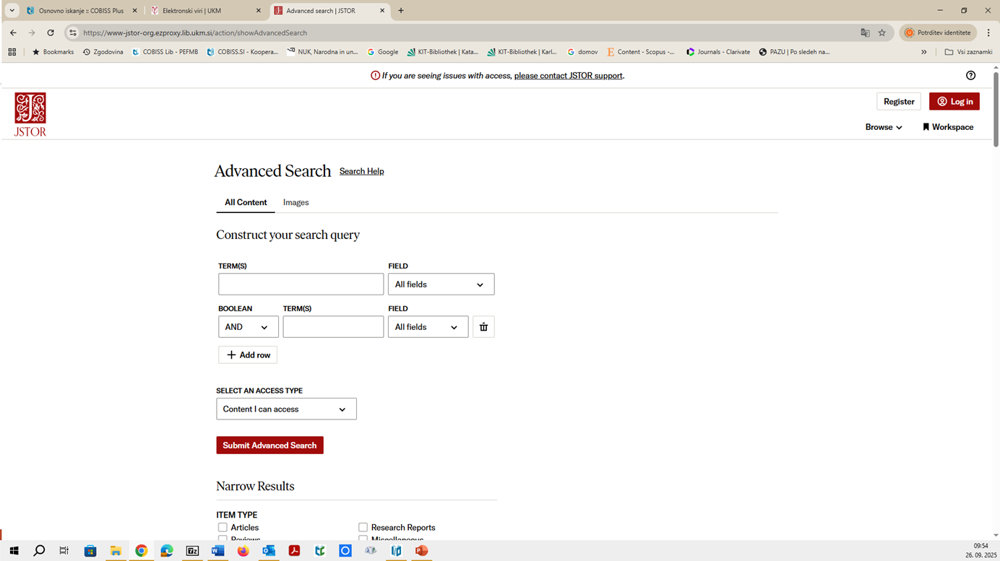 Osnovno iskanje :: COBISS Plus
Elektronski viri | UKM
Advanced search | JSTOR
https://www-jstor-org.ezproxy.lib.ukm.si/action/showAdvancedSearch
Potrditev identitete
Bookmarks
Zgodovina
COBISS Lib - PEFMB
COBISS.SI - Koopera...
NUK, Narodna in un...
Google
KIT-Bibliothek | Kata...
KIT-Bibliothek | Karl...
domov
Content - Scopus -...
Journals - Clarivate
PAZU | Po sledeh na...
Vsi zaznamki
If you are seeing issues with access, please contact JSTOR support.
JSTOR
Register
Log in
Browse
Workspace
Advanced Search
Search Help
All Content
Images
Construct your search query
TERM(S)
FIELD
All fields
BOOLEAN
TERM(S)
FIELD
AND
All fields
Add row
SELECT AN ACCESS TYPE
Content I can access
Submit Advanced Search
Narrow Results
ITEM TYPE
Articles
Research Reports
Reviews
Miscellaneous
09:54
26. 09. 2025